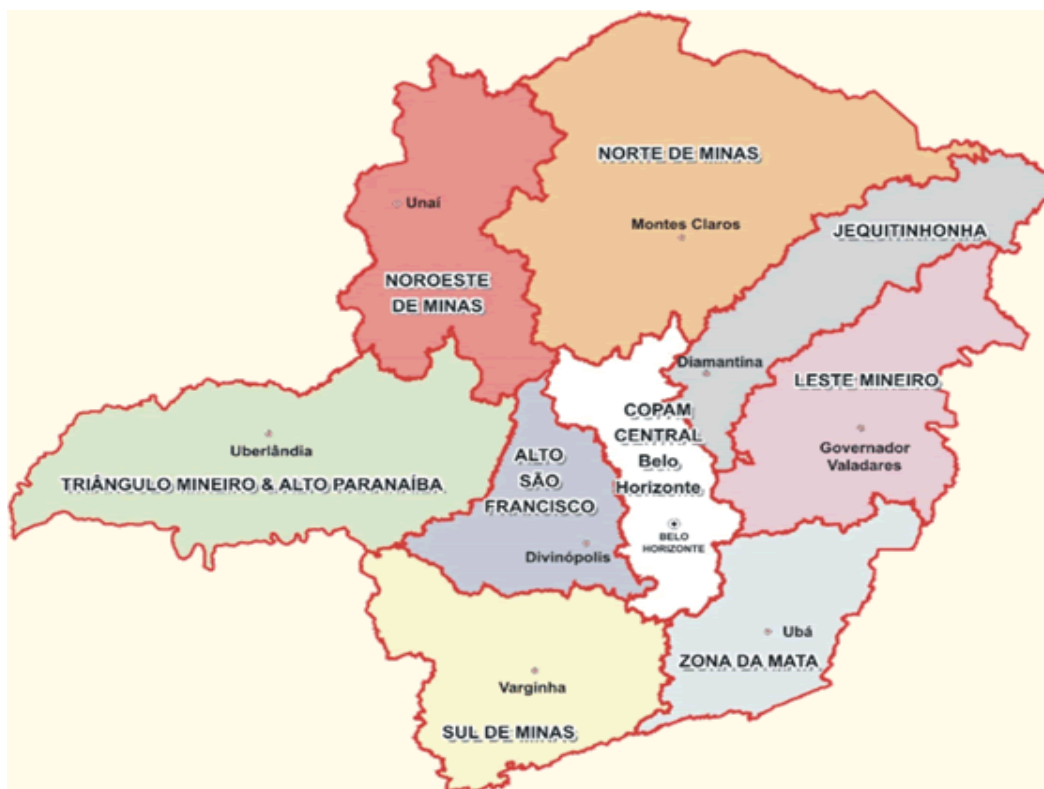 NORTE DE MINAS
Unaí
Montes Claros
JEQUITINHONHA
NOROESTE
DE MINAS
Diamantina
LESTE MINEIRO
COPAM
CENTRAL
Belo
Horizonte
Uberlândia
TRIÂNGULO MINEIRO & ALTO PARANAÍBA
ALTO
SÃO
FRANCISCO
Governador
Valadares
BELO
HORIZONTE
Divinópolis
Ubá
ZONA DA MATA
Varginha
SUL DE MINAS